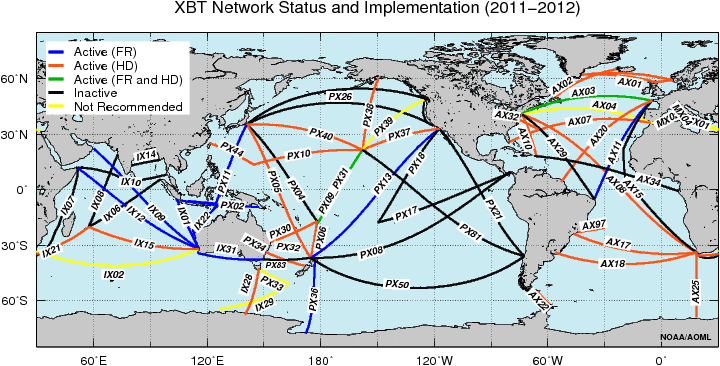 XBT Network Status and Implementation (2011−2012)
Active (FR)
Active (HD)
Active (FR and HD)
Inactive
Not Recommended
60°N
30°N
0°
30°S
60°S
60°E
120°E
180°
120°W
60°W
0°
PX26
PX38
PX39
PX40
PX37
PX44
PX10
PX11
PX05
PX04
PX31
PX09
PX06
PX13
PX18
PX17
PX81
PX21
PX08
PX50
PX30
PX32
PX34
PX83
PX33
PX36
PX02
IX14
IX10
IX09
IX12
IX06
IX08
IX07
IX21
IX15
IX02
IX01
IX22
IX31
IX28
IX29
AX02
AX01
AX03
AX04
AX32
AX07
AX10
AX20
AX29
AX11
AX34
AX08
AX15
AX97
AX17
AX18
AX22
AX25
NOAA/AOML